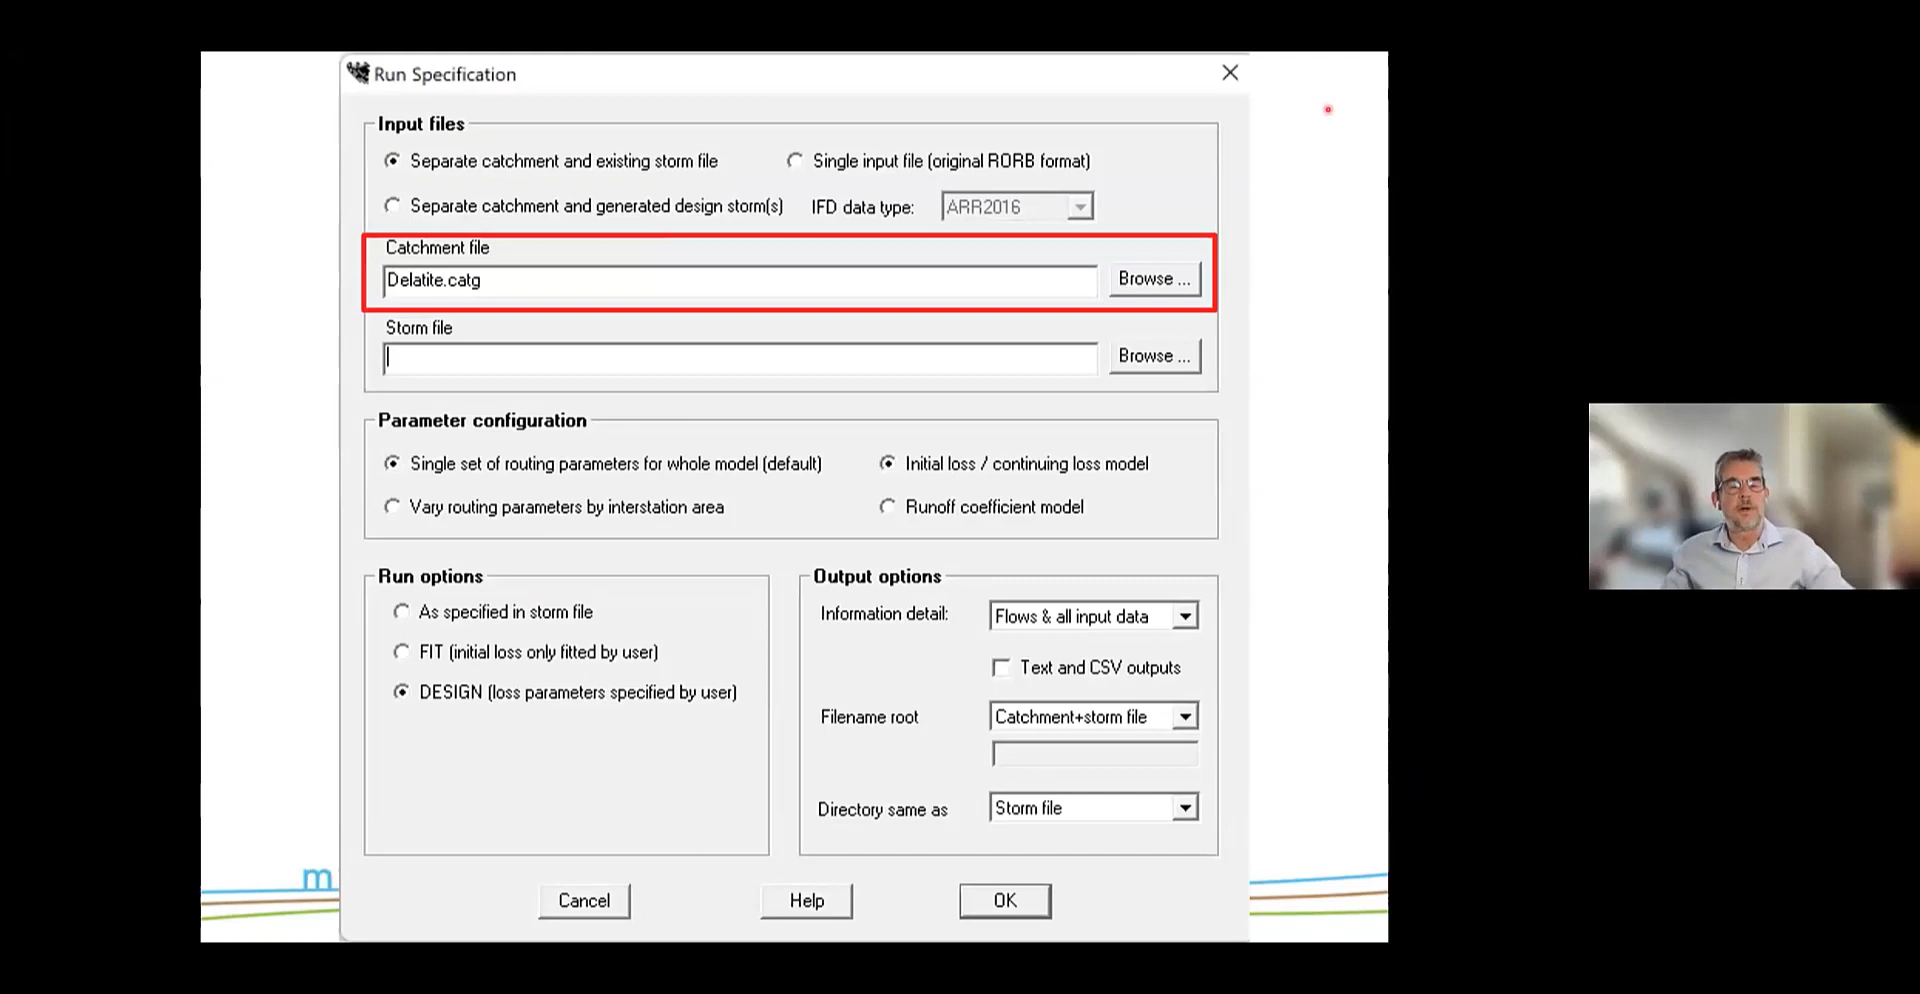 Run Specification
Input files
Separate catchment and existing storm file
Single input file (original RORB format)
Separate catchment and generated design storm(s)
IFD data type:
ARR2016
Catchment file
Delatite.catg
Browse ...
Storm file
Browse ...
Parameter configuration
Single set of routing parameters for whole model (default)
Initial loss / continuing loss model
Vary routing parameters by interstation area
Runoff coefficient model
Run options
As specified in storm file
FIT (initial loss only fitted by user)
DESIGN (loss parameters specified by user)
Output options
Information detail:
Flows & all input data
Text and CSV outputs
Filename root
Catchment+storm file
Directory same as
Storm file
m
Cancel
Help
OK